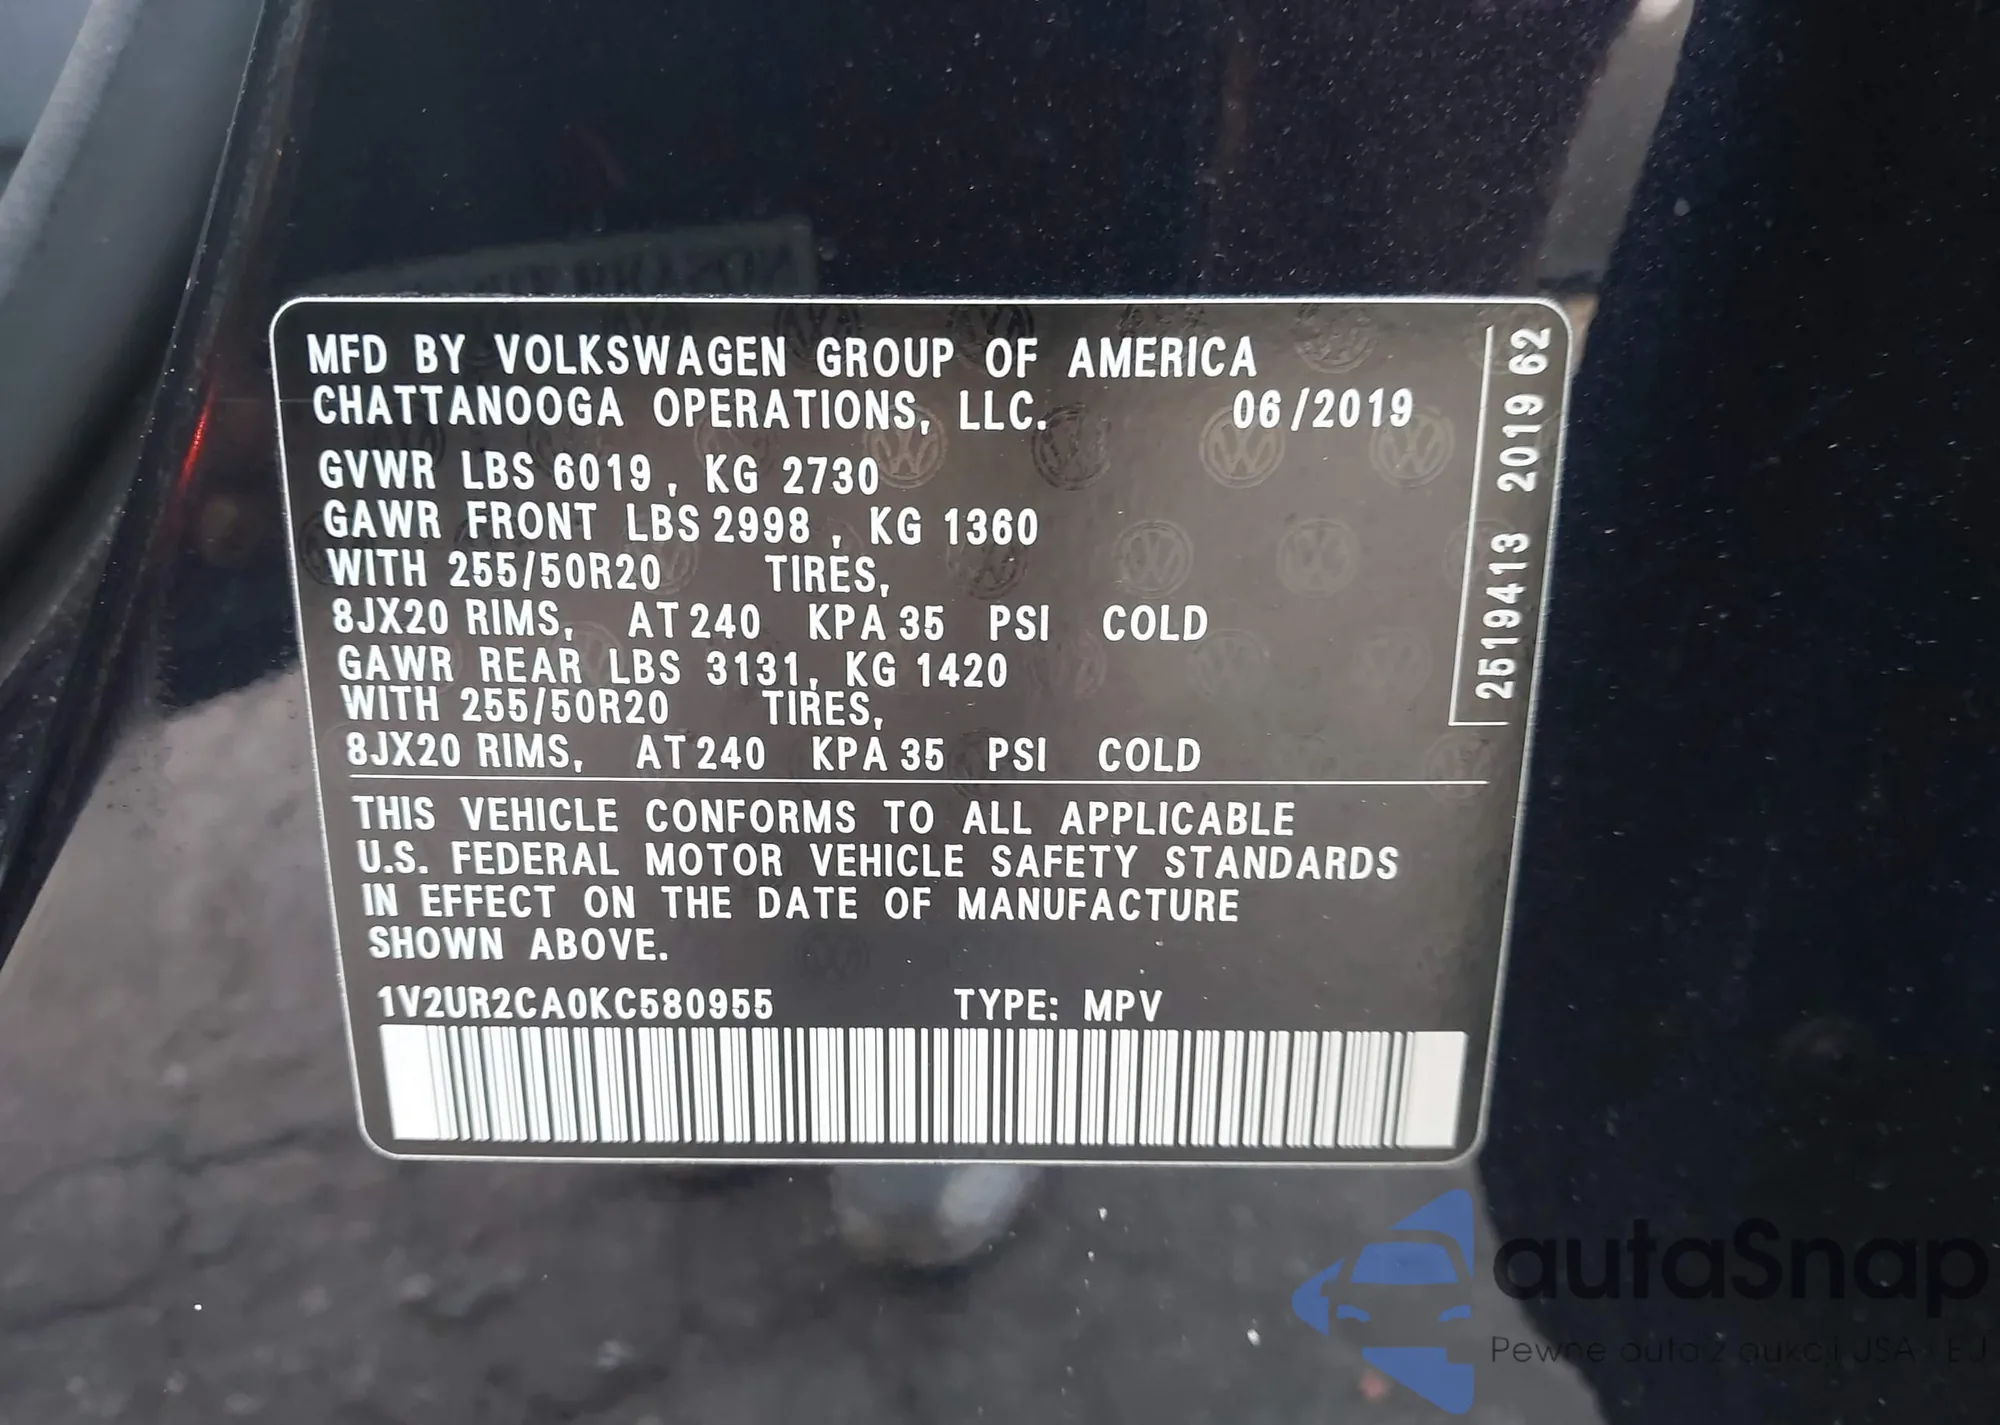 MFD BY VOLKSWAGEN GROUP OF AMERICA
CHATTANOOGA OPERATIONS, LLC. 06/2019
GVWR LBS 6019, KG 2730
GAWR FRONT LBS 2998, KG 1360
WITH 255/50R20 TIRES,
8JX20 RIMS, AT 240 KPA 35 PSI COLD
GAWR REAR LBS 3131, KG 1420
WITH 255/50R20 TIRES,
8JX20 RIMS, AT 240 KPA 35 PSI COLD
THIS VEHICLE CONFORMS TO ALL APPLICABLE
U.S. FEDERAL MOTOR VEHICLE SAFETY STANDARDS
IN EFFECT ON THE DATE OF MANUFACTURE
SHOWN ABOVE.
1V2UR2CA0KC580955 TYPE: MPV
2519413 2019 62
autaSnap
Pewne auta z aukcji